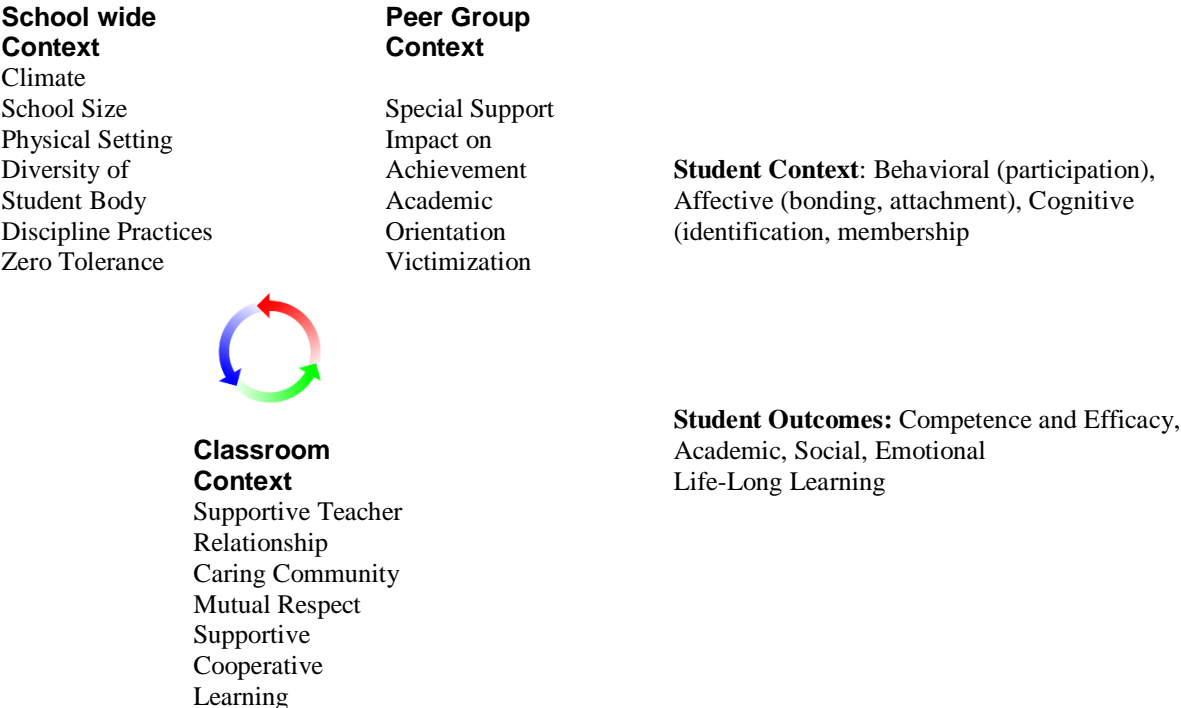 School wide
Context
Climate
School Size
Physical Setting
Diversity of
Student Body
Discipline Practices
Zero Tolerance
Peer Group
Context
Special Support
Impact on
Achievement
Academic
Orientation
Victimization
Student Context: Behavioral (participation),
Affective (bonding, attachment), Cognitive
(identification, membership
Classroom
Context
Supportive Teacher
Relationship
Caring Community
Mutual Respect
Supportive
Cooperative
Learning
Student Outcomes: Competence and Efficacy,
Academic, Social, Emotional
Life-Long Learning